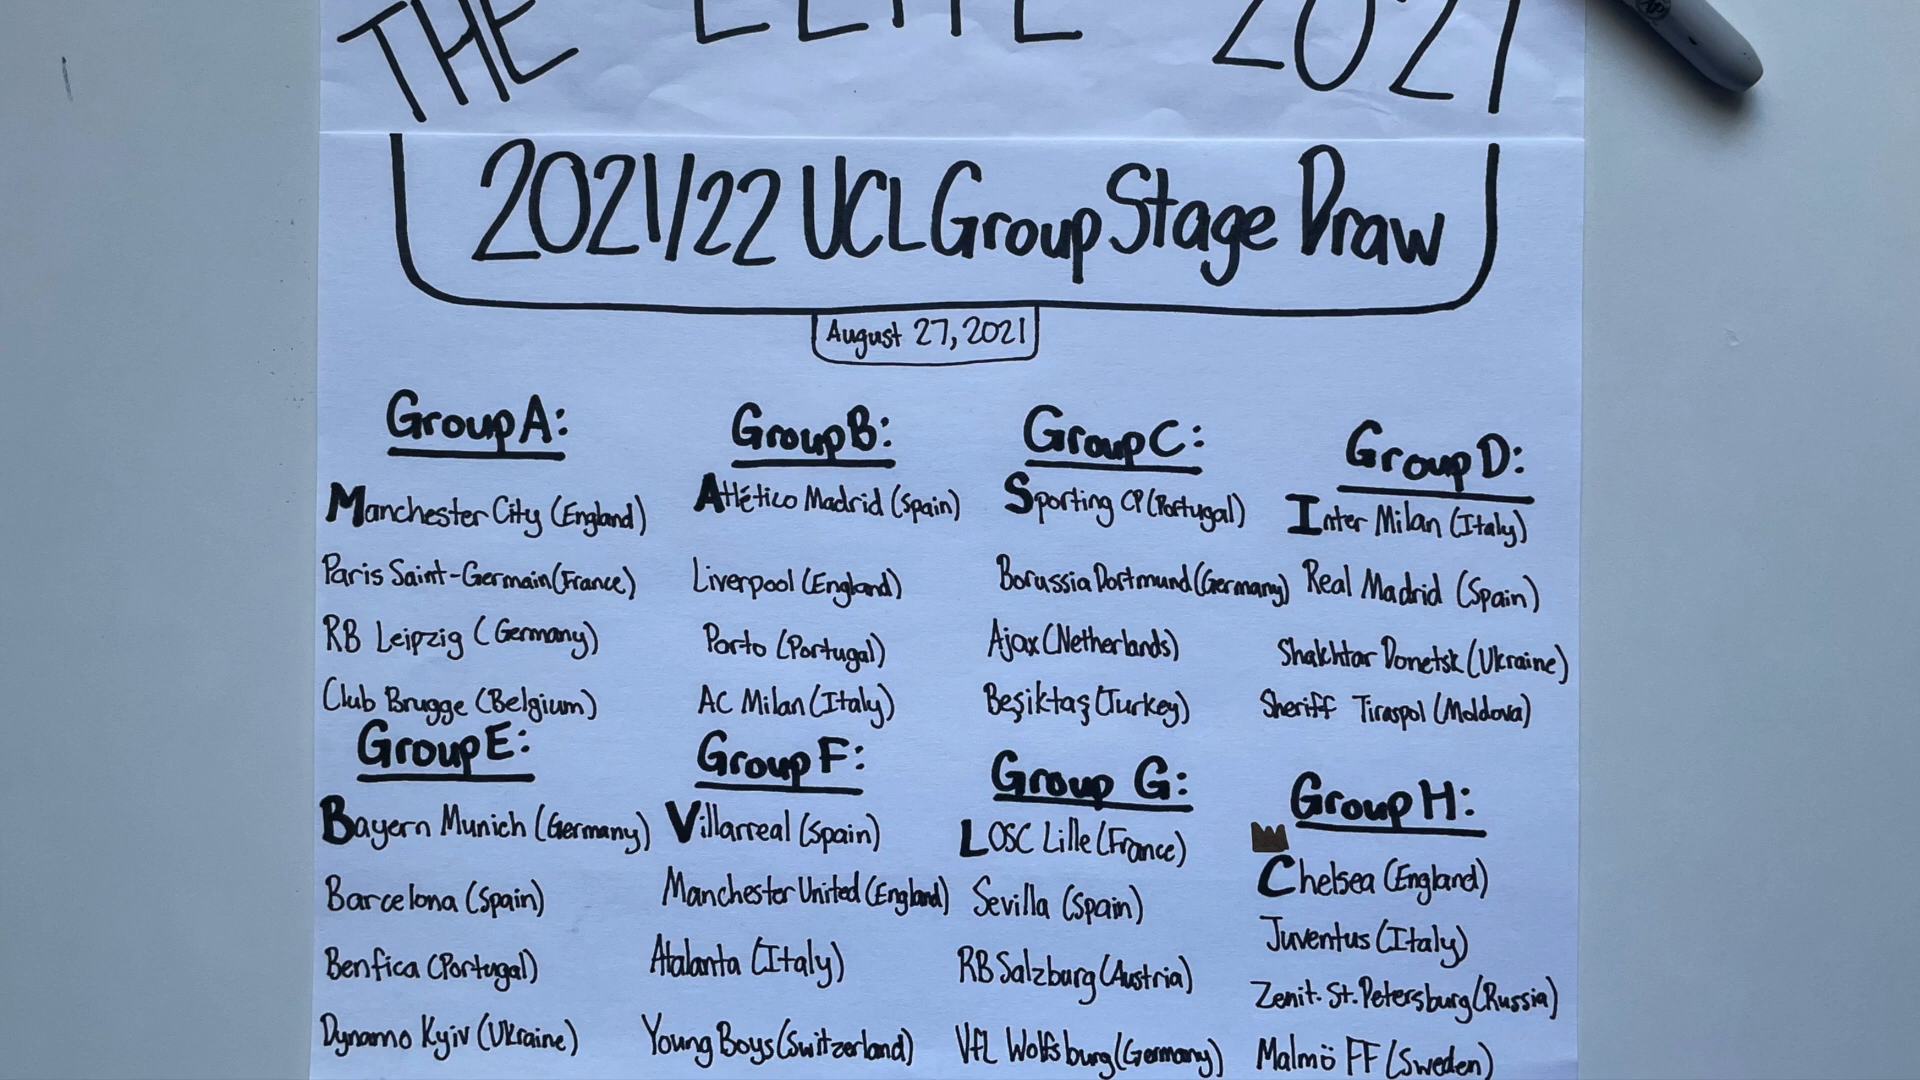 THE ELITE 2021
2021/22 UCL Group Stage Draw
August 27, 2021
Group A:
Manchester City (England)
Paris Saint-Germain (France)
RB Leipzig (Germany)
Club Brugge (Belgium)
Group B:
Atlético Madrid (Spain)
Liverpool (England)
Porto (Portugal)
AC Milan (Italy)
Group C:
Sporting CP (Portugal)
Borussia Dortmund (Germany)
Ajax (Netherlands)
Beşiktaş (Turkey)
Group D:
Inter Milan (Italy)
Real Madrid (Spain)
Shakhtar Donetsk (Ukraine)
Sheriff Tiraspol (Moldova)
Group E:
Bayern Munich (Germany)
Barcelona (Spain)
Benfica (Portugal)
Dynamo Kyiv (Ukraine)
Group F:
Villarreal (Spain)
Manchester United (England)
Atalanta (Italy)
Young Boys (Switzerland)
Group G:
LOSC Lille (France)
Sevilla (Spain)
RB Salzburg (Austria)
VfL Wolfsburg (Germany)
Group H:
Chelsea (England)
Juventus (Italy)
Zenit. St. Petersburg (Russia)
Malmö FF (Sweden)